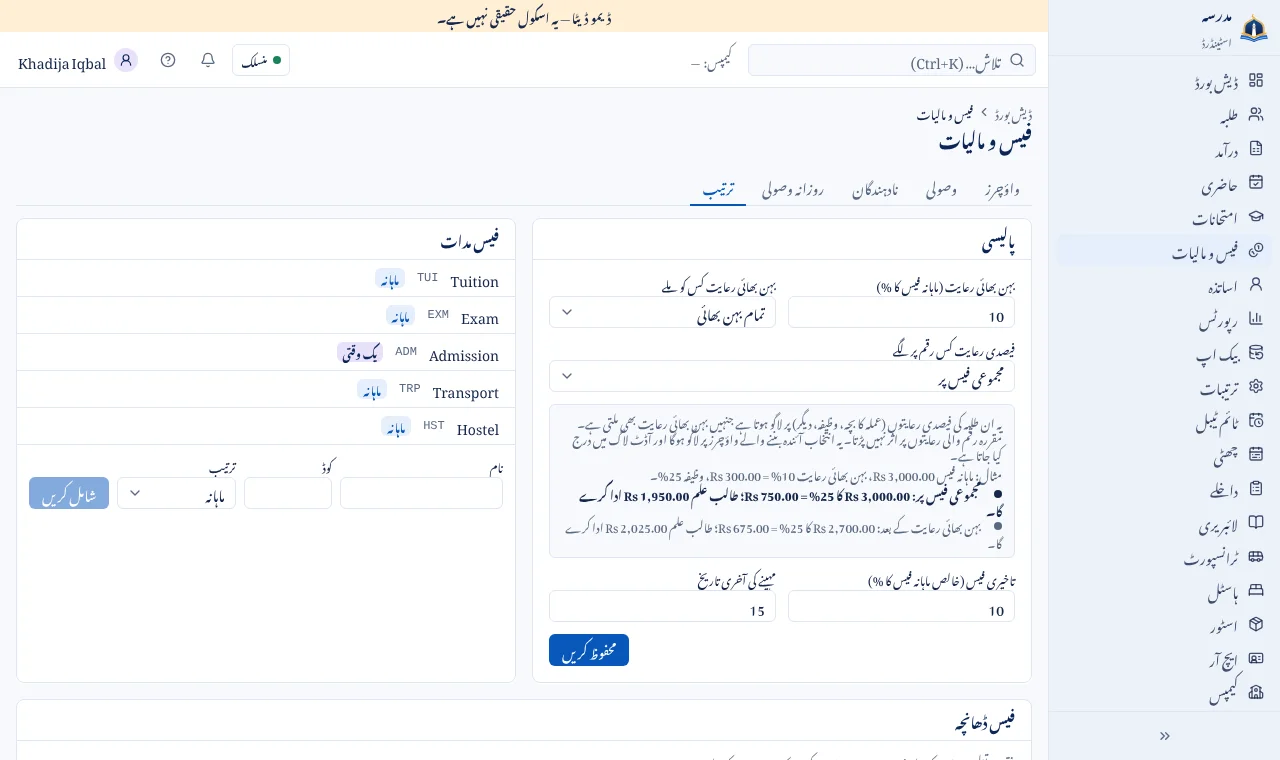 ڈیمو ڈیٹا — یہ اسکول حقیقی نہیں ہے۔
مدرسہ
اسٹینڈرڈ
ڈیش بورڈ
طلبہ
درآمد
حاضری
امتحانات
فیس و مالیات
اساتذہ
رپورٹس
بیک اپ
ترتیبات
ٹائم ٹیبل
چھٹی
داخلے
لائبریری
ٹرانسپورٹ
ہاسٹل
اسٹور
ایچ آر
کیمپس
تلاش... (Ctrl+K)
کیمپس: —
منسلک
Khadija Iqbal
ڈیش بورڈ › فیس و مالیات
فیس و مالیات
واؤچرز
وصولی
نادہندگان
روزانہ وصولی
ترتیب
پالیسی
بہن بھائی رعایت (ماہانہ فیس کا %)
10
بہن بھائی رعایت کس کو ملے
تمام بہن بھائی
فیصدی رعایت کس رقم پر لگے
مجموعی فیس پر
یہ ان طلبہ کی فیصدی رعایتوں (عملہ کا بچہ، وظیفہ، دیگر) پر لاگو ہوتا ہے جنہیں بہن بھائی رعایت بھی ملتی ہے۔
مقررہ رقم والی رعایتوں پر اثر نہیں پڑتا۔ یہ انتخاب آئندہ بننے والے واؤچرز پر لاگو ہوگا اور آڈٹ لاگ میں درج
کیا جاتا ہے۔
مثال: ماہانہ فیس Rs 3,000.00، بہن بھائی رعایت 10% = Rs 300.00، وظیفہ 25%۔
مجموعی فیس پر: Rs 3,000.00 کا 25% = Rs 750.00؛ طالب علم Rs 1,950.00 ادا کرے
گا۔
بہن بھائی رعایت کے بعد: Rs 2,700.00 کا 25% = Rs 675.00؛ طالب علم Rs 2,025.00 ادا کرے
گا۔
تاخیری فیس (خالص ماہانہ فیس کا %)
10
مہینے کی آخری تاریخ
15
محفوظ کریں
فیس مدات
Tuition TUI ماہانہ
Exam EXM ماہانہ
Admission ADM یک وقتی
Transport TRP ماہانہ
Hostel HST ماہانہ
نام
کوڈ
ترتیب
ماہانہ
شامل کریں
فیس ڈھانچہ